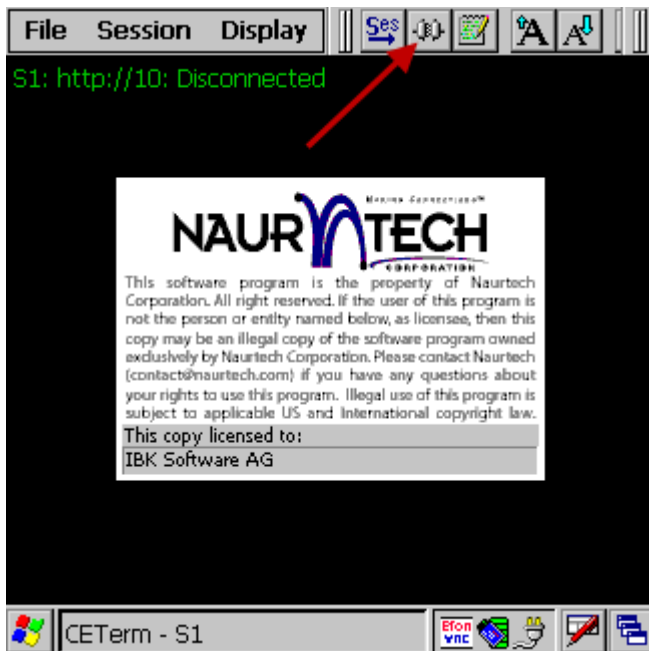 File Session Display Ses A A
S1: http://10: Disconnected
MAKING CONNECTIONS™
NAURTECH
CORPORATION
This software program is the property of Naurtech
Corporation. All right reserved. If the user of this program is
not the person or entity named below, as licensee, then this
copy may be an illegal copy of the software program owned
exclusively by Naurtech Corporation. Please contact Naurtech
(contact@naurtech.com) if you have any questions about
your rights to use this program. Illegal use of this program is
subject to applicable US and International copyright law.
This copy licensed to:
IBK Software AG
CETerm - S1 Efon VNC